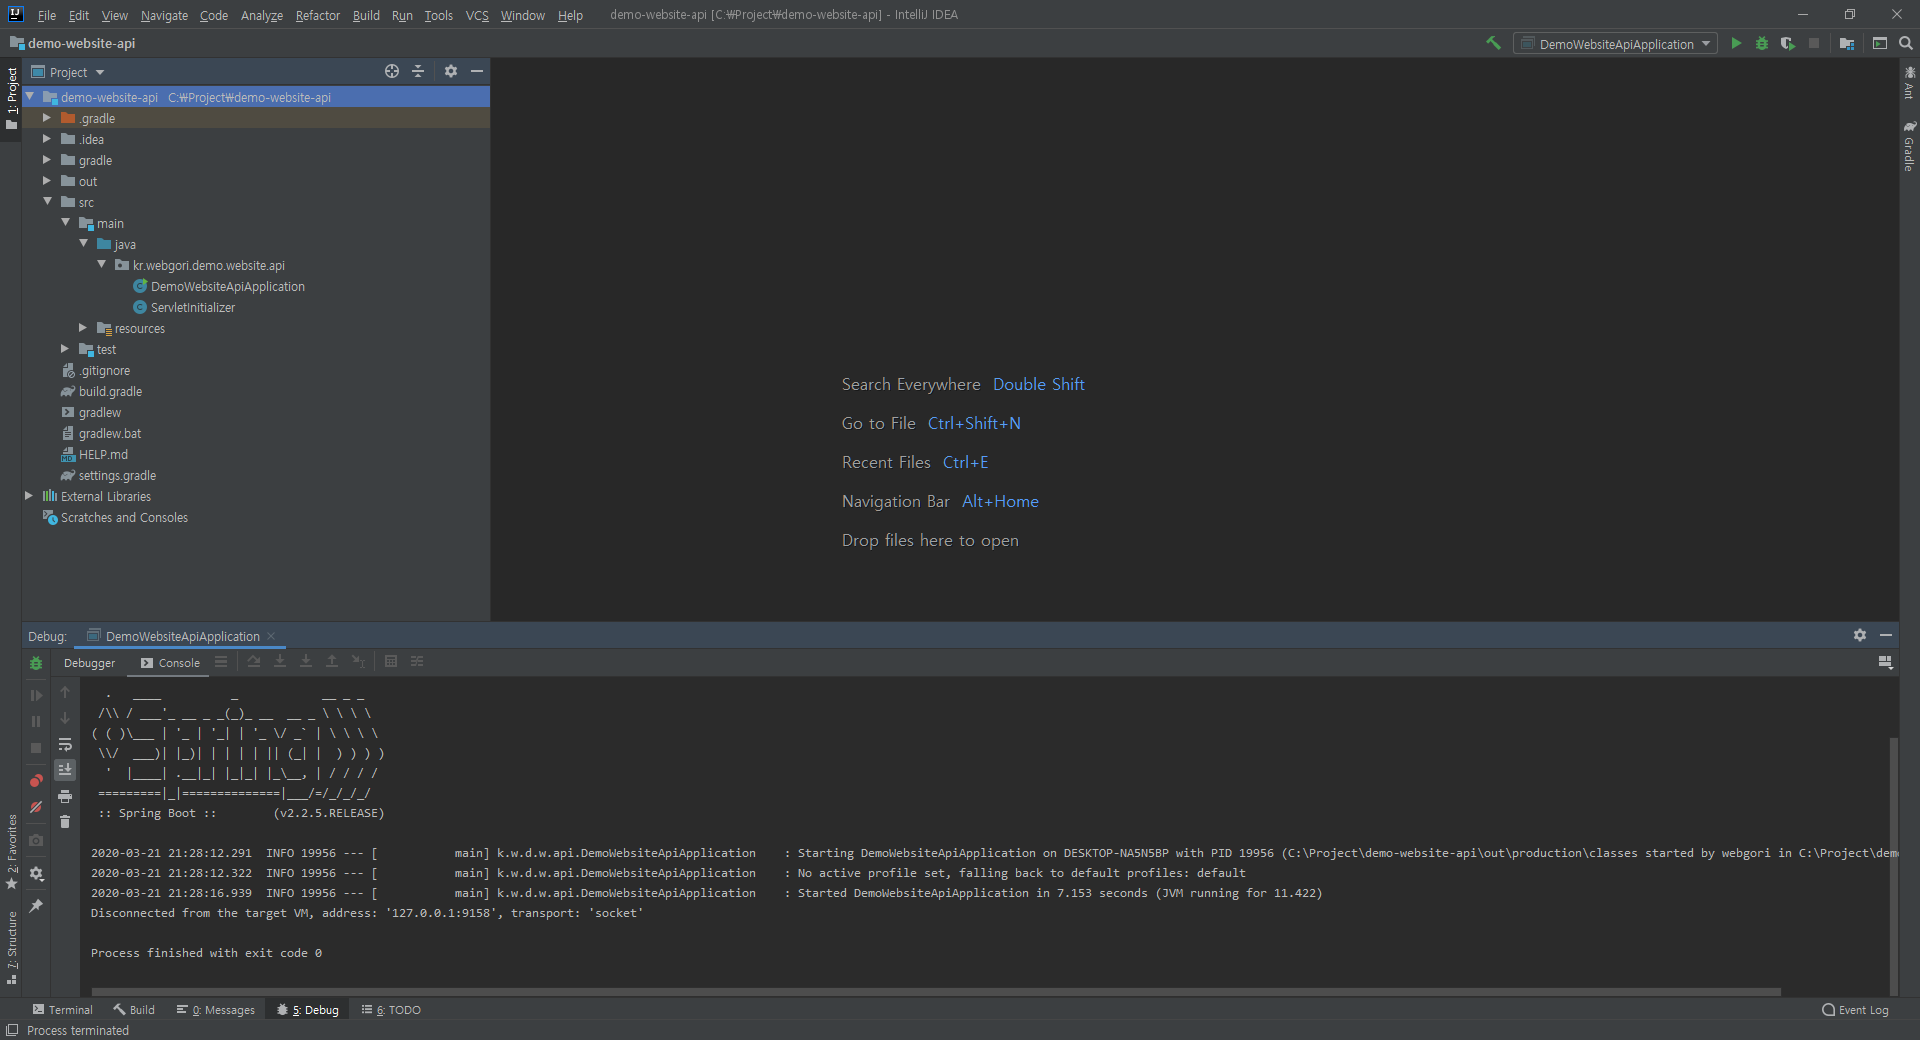 File Edit View Navigate Code Analyze Refactor Build Run Tools VCS Window Help demo-website-api [C:₩Project₩demo-website-api] - IntelliJ IDEA
demo-website-api
DemoWebsiteApiApplication
1: Project
Project
demo-website-api C:₩Project₩demo-website-api
.gradle
.idea
gradle
out
src
main
java
kr.webgori.demo.website.api
DemoWebsiteApiApplication
ServletInitializer
resources
test
.gitignore
build.gradle
gradlew
gradlew.bat
HELP.md
settings.gradle
External Libraries
Scratches and Consoles
Search Everywhere Double Shift
Go to File Ctrl+Shift+N
Recent Files Ctrl+E
Navigation Bar Alt+Home
Drop files here to open
Ant
Gradle
Debug: DemoWebsiteApiApplication
Debugger Console
  .   ____          _            __ _ _
 /\\ / ___'_ __ _ _(_)_ __  __ _ \ \ \ \
( ( )\___ | '_ | '_| | '_ \/ _` | \ \ \ \
 \\/  ___)| |_)| | | | | || (_| |  ) ) ) )
  '  |____| .__|_| |_|_| |_\__, | / / / /
 =========|_|==============|___/=/_/_/_/
 :: Spring Boot ::        (v2.2.5.RELEASE)
2020-03-21 21:28:12.291  INFO 19956 --- [           main] k.w.d.w.api.DemoWebsiteApiApplication    : Starting DemoWebsiteApiApplication on DESKTOP-NA5N5BP with PID 19956 (C:\Project\demo-website-api\out\production\classes started by webgori in C:\Project\dem
2020-03-21 21:28:12.322  INFO 19956 --- [           main] k.w.d.w.api.DemoWebsiteApiApplication    : No active profile set, falling back to default profiles: default
2020-03-21 21:28:16.939  INFO 19956 --- [           main] k.w.d.w.api.DemoWebsiteApiApplication    : Started DemoWebsiteApiApplication in 7.153 seconds (JVM running for 11.422)
Disconnected from the target VM, address: '127.0.0.1:9158', transport: 'socket'
Process finished with exit code 0
2: Favorites
7: Structure
Terminal Build 0: Messages 5: Debug 6: TODO Event Log
Process terminated